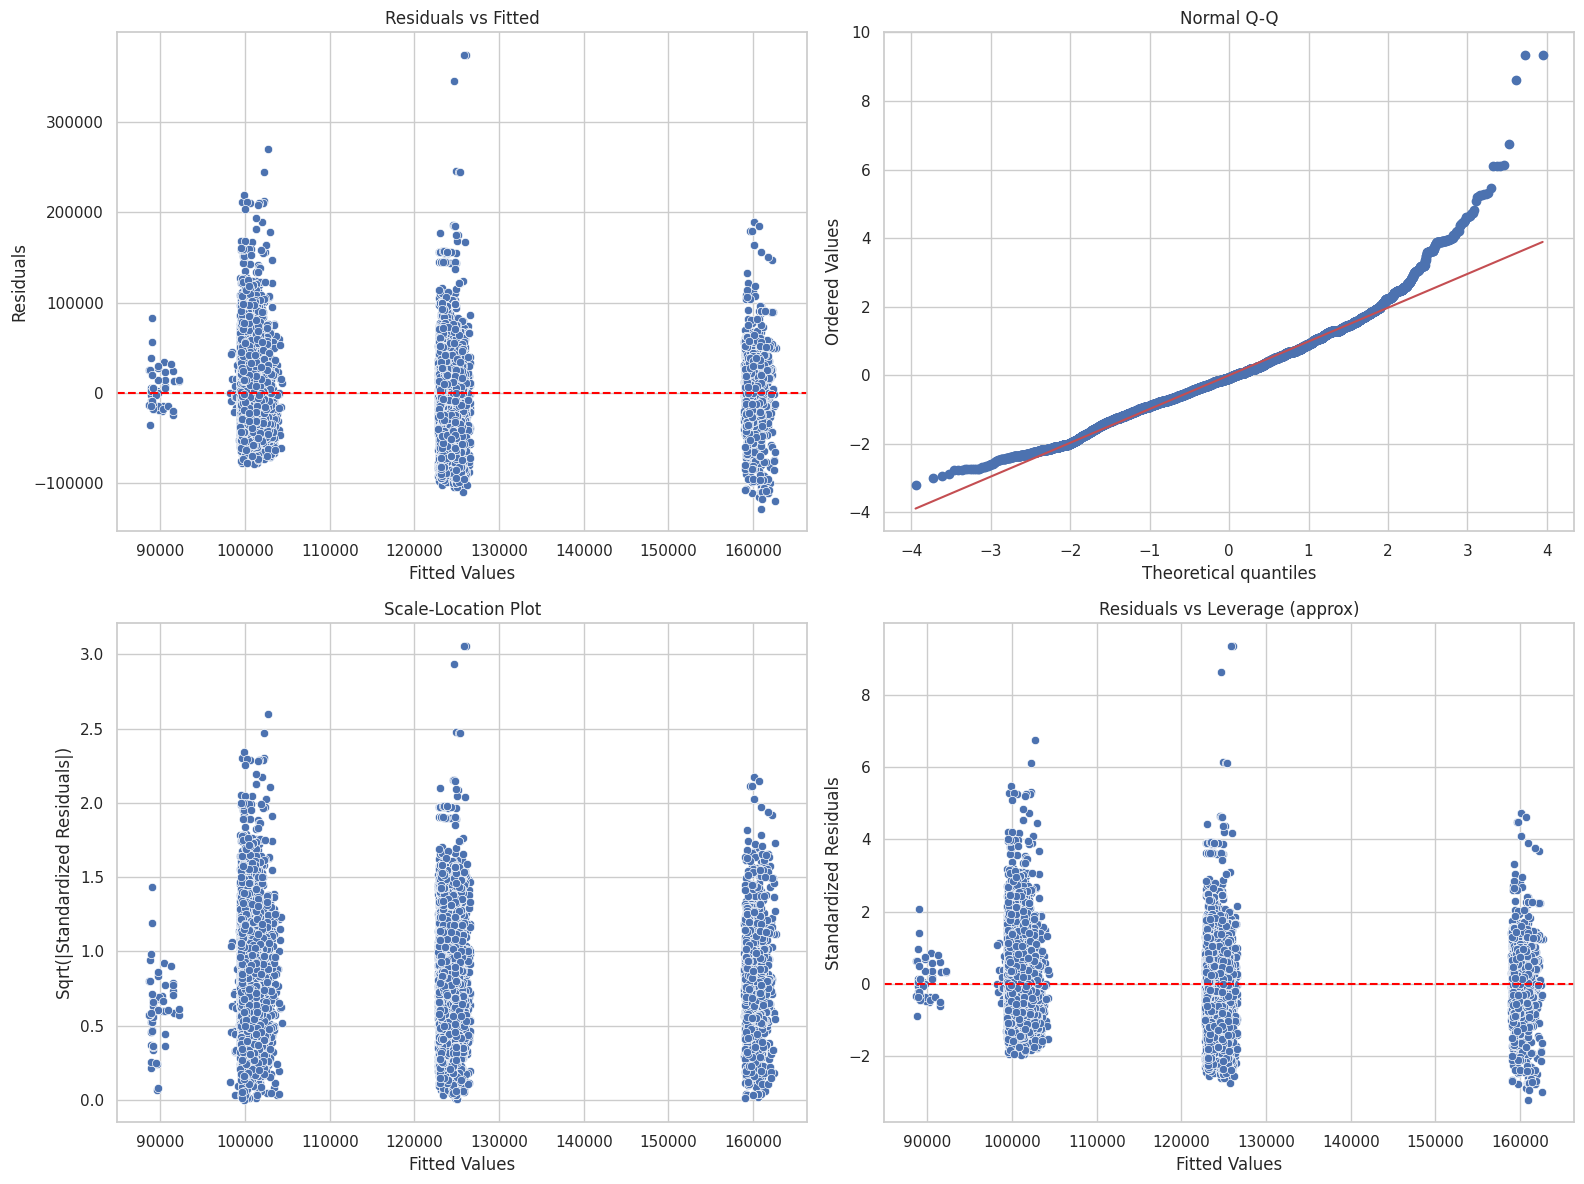 Residuals vs Fitted
300000
200000
100000
0
−100000
Residuals
90000 100000 110000 120000 130000 140000 150000 160000
Fitted Values
Normal Q-Q
10
8
6
4
2
0
−2
−4
Ordered Values
−4 −3 −2 −1 0 1 2 3 4
Theoretical quantiles
Scale-Location Plot
3.0
2.5
2.0
1.5
1.0
0.5
0.0
Sqrt(|Standardized Residuals|)
90000 100000 110000 120000 130000 140000 150000 160000
Fitted Values
Residuals vs Leverage (approx)
8
6
4
2
0
−2
Standardized Residuals
90000 100000 110000 120000 130000 140000 150000 160000
Fitted Values